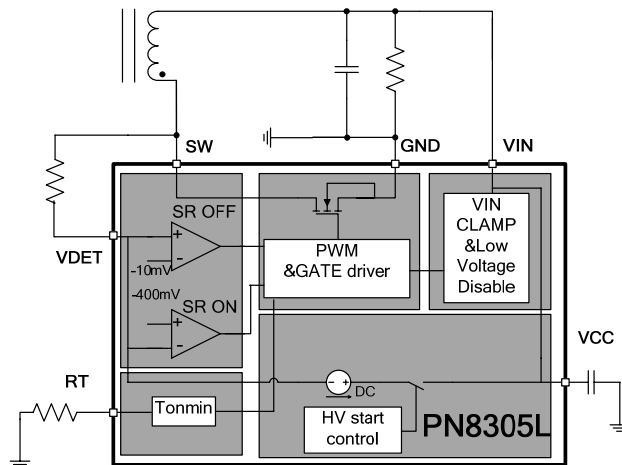 SW
GND
VIN
SR OFF
+
-
VDET
-10mV
PWM
&GATE driver
VIN
CLAMP
&Low
Voltage
Disable
-400mV
SR ON
+
-
VCC
RT
- +
DC
Tonmin
HV start
control
PN8305L